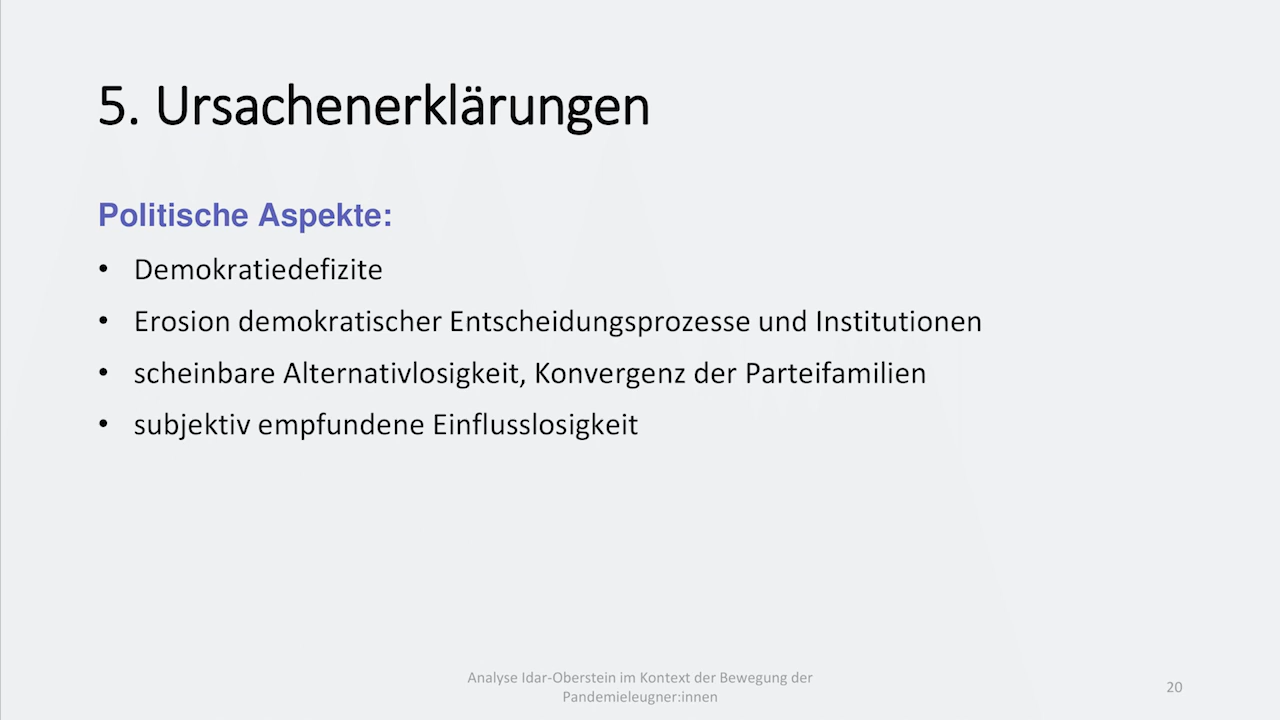 5. Ursachenerklärungen
Politische Aspekte:
• Demokratiedefizite
• Erosion demokratischer Entscheidungsprozesse und Institutionen
• scheinbare Alternativlosigkeit, Konvergenz der Parteifamilien
• subjektiv empfundene Einflusslosigkeit
Analyse Idar-Oberstein im Kontext der Bewegung der
Pandemieleugner:innen
20